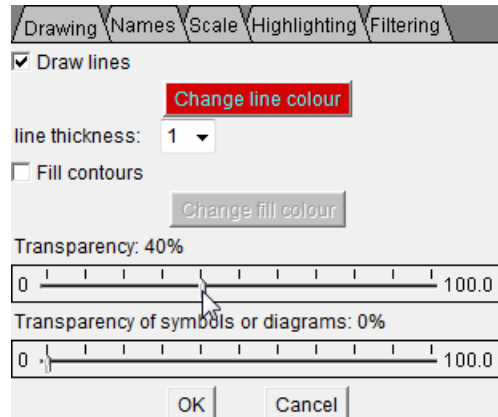 Drawing Names Scale Highlighting Filtering
Draw lines
Change line colour
line thickness: 1
Fill contours
Change fill colour
Transparency: 40%
0 100.0
Transparency of symbols or diagrams: 0%
0 100.0
OK Cancel